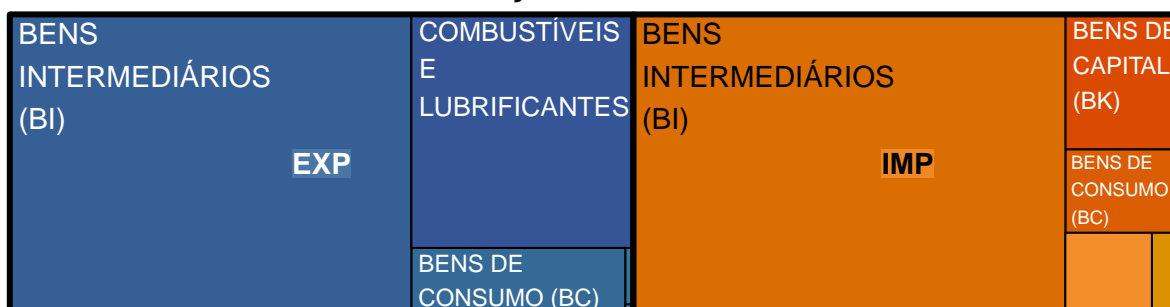 BENS
INTERMEDIÁRIOS
(BI)
EXP
COMBUSTÍVEIS
E
LUBRIFICANTES
BENS DE
CONSUMO (BC)
BENS
INTERMEDIÁRIOS
(BI)
IMP
BENS DE
CAPITAL
(BK)
BENS DE
CONSUMO
(BC)